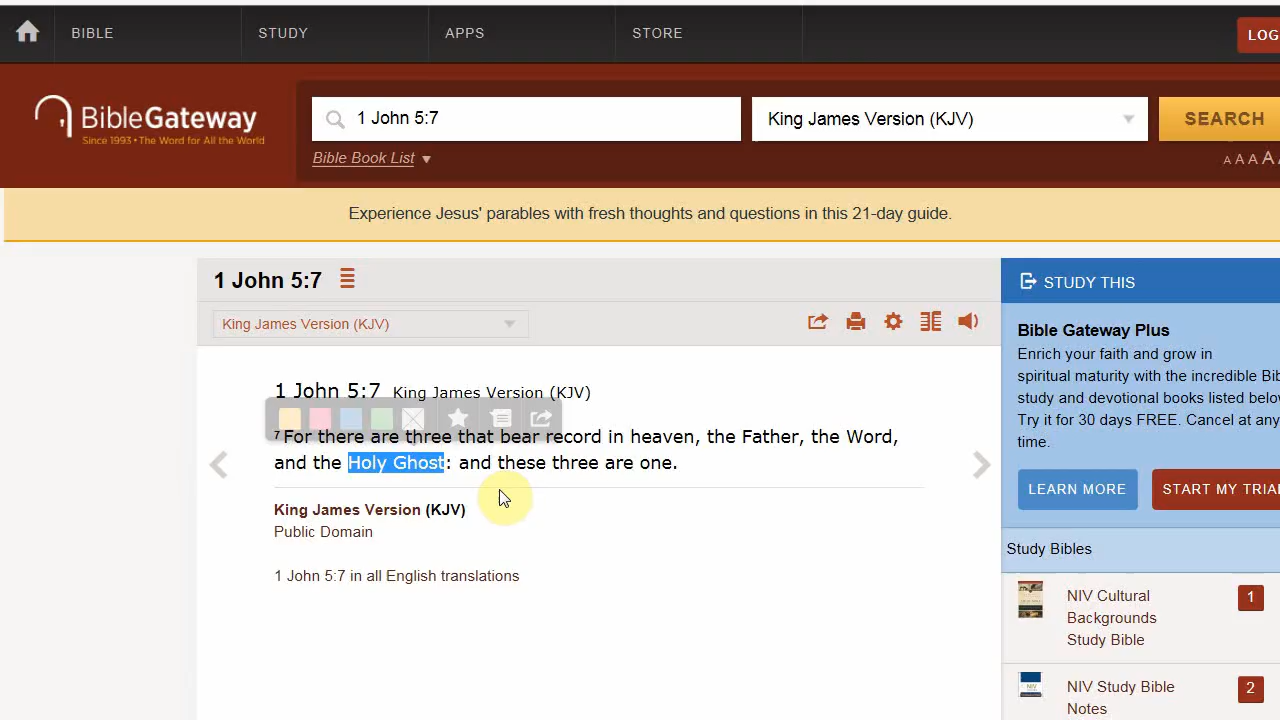 BIBLE STUDY APPS STORE LOG
BibleGateway
Since 1993 • The Word for All the World
1 John 5:7
King James Version (KJV)
SEARCH
Bible Book List
A A A A A
Experience Jesus' parables with fresh thoughts and questions in this 21-day guide.
1 John 5:7
King James Version (KJV)
1 John 5:7 King James Version (KJV)
7 For there are three that bear record in heaven, the Father, the Word,
and the Holy Ghost: and these three are one.
King James Version (KJV)
Public Domain
1 John 5:7 in all English translations
STUDY THIS
Bible Gateway Plus
Enrich your faith and grow in
spiritual maturity with the incredible Bib
study and devotional books listed below
Try it for 30 days FREE. Cancel at any
time.
LEARN MORE
START MY TRIA
Study Bibles
NIV Cultural
Backgrounds
Study Bible
1
NIV Study Bible
Notes
2
NIV